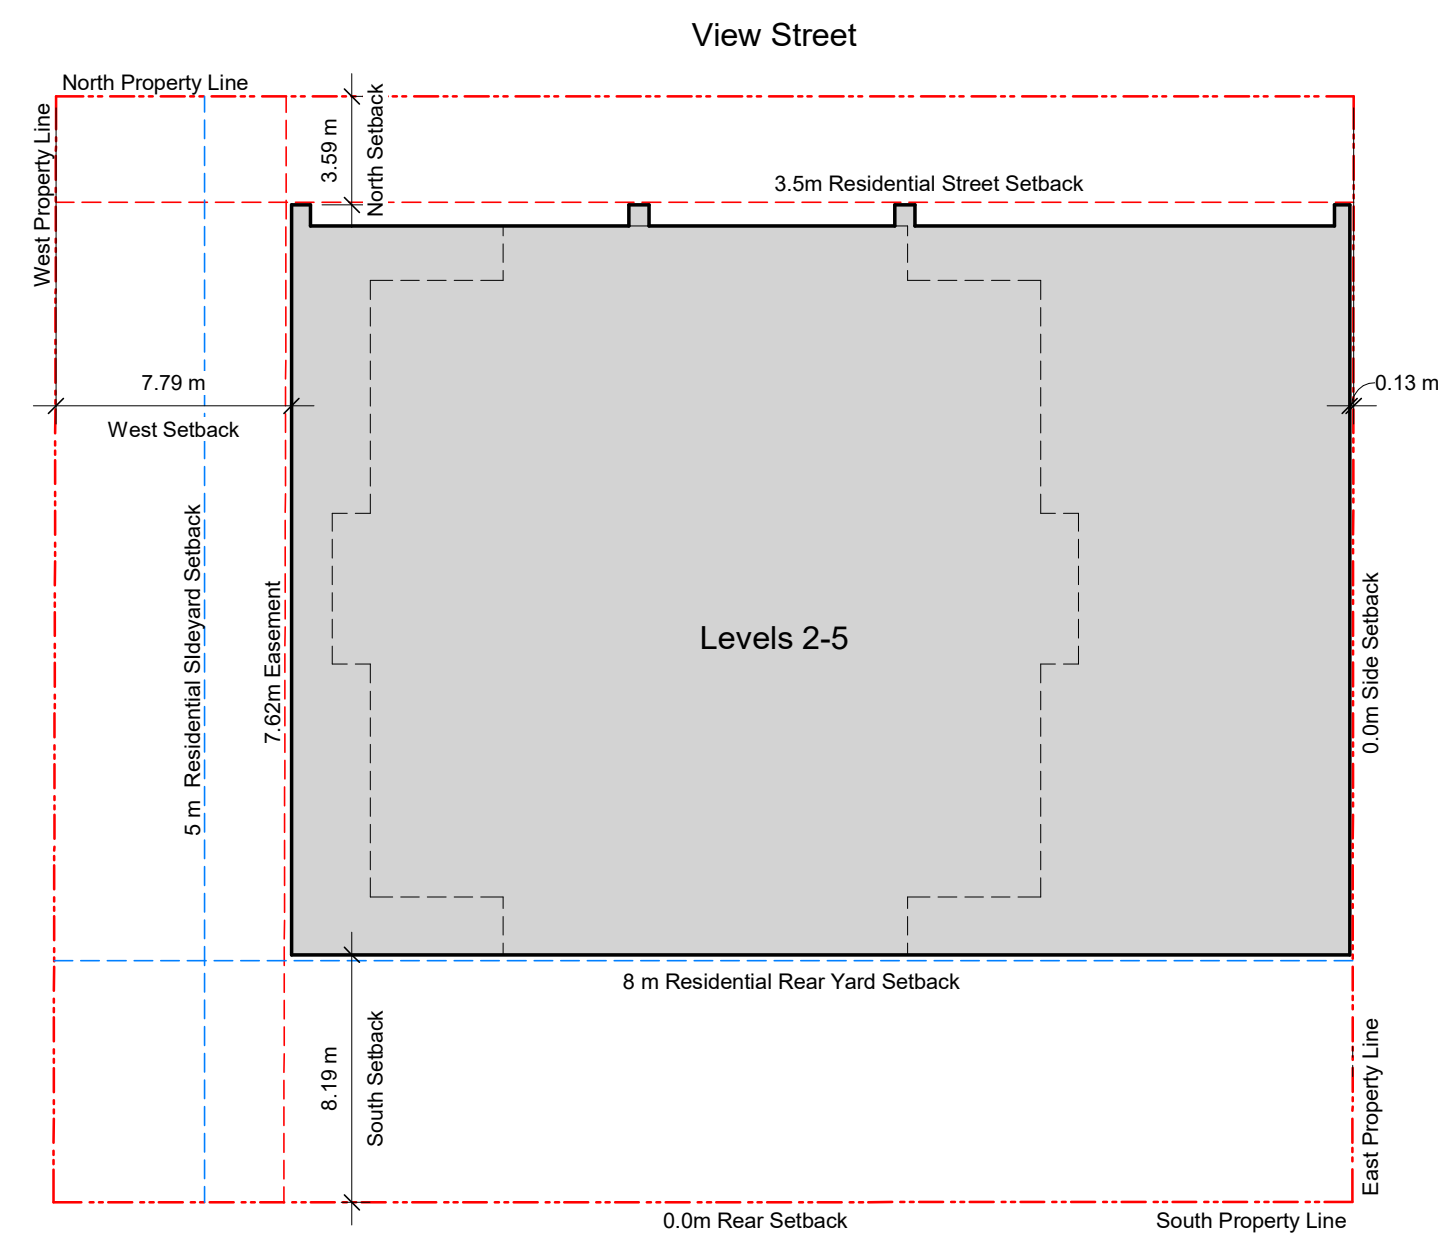 View Street
North Property Line
West Property Line
3.59 m
North Setback
3.5m Residential Street Setback
7.79 m
West Setback
0.13 m
5 m Residential SIdeyard Setback
7.62m Easement
Levels 2-5
0.0m Side Setback
8 m Residential Rear Yard Setback
8.19 m
South Setback
East Property Line
0.0m Rear Setback
South Property Line